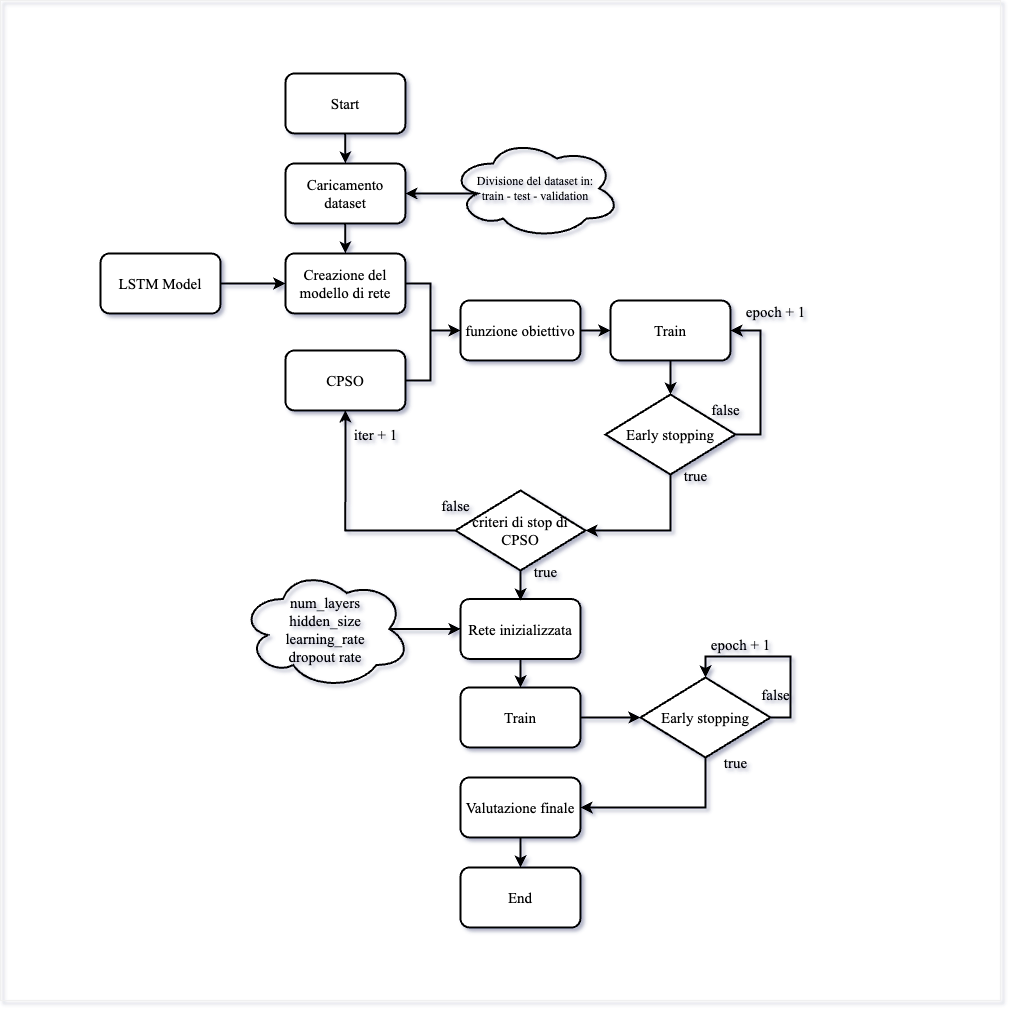 Start
Caricamento
dataset
Divisione del dataset in:
train - test - validation
LSTM Model
Creazione del
modello di rete
epoch + 1
funzione obiettivo
Train
CPSO
false
iter + 1
Early stopping
true
false
criteri di stop di
CPSO
true
num_layers
hidden_size
learning_rate
dropout rate
Rete inizializzata
epoch + 1
false
Train
Early stopping
true
Valutazione finale
End